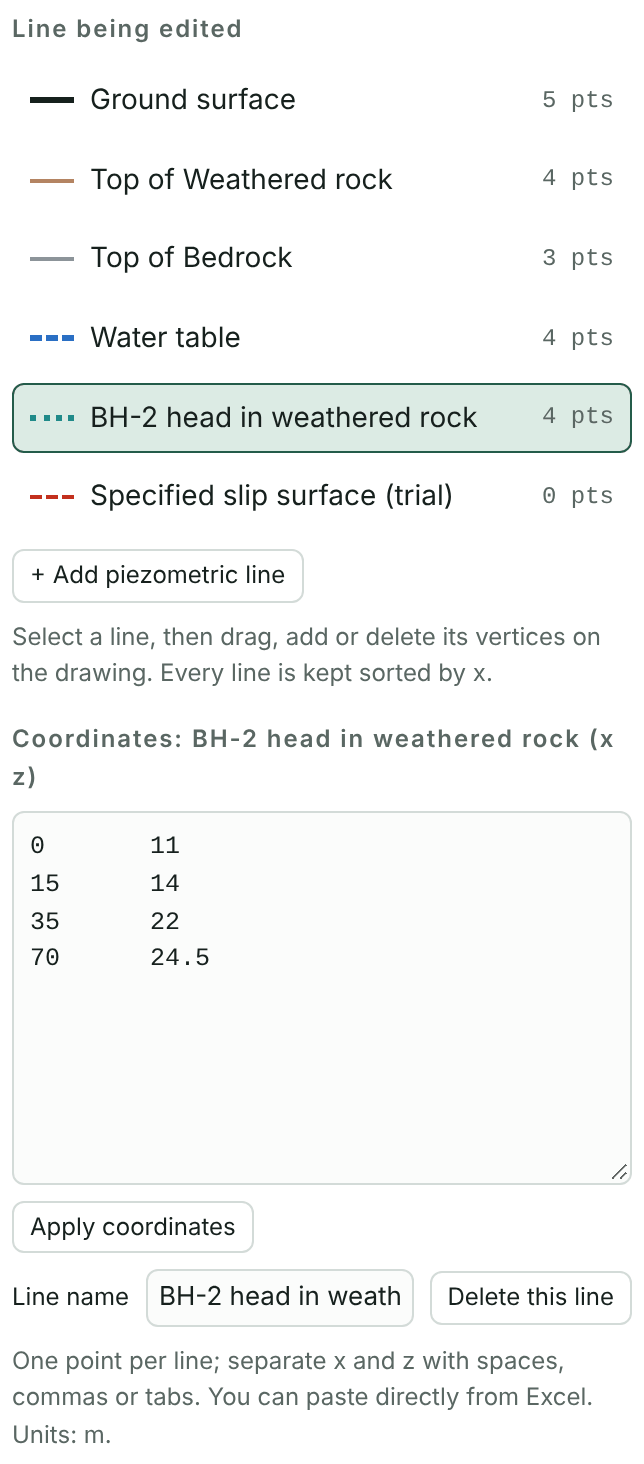 Line being edited
Ground surface 5 pts
Top of Weathered rock 4 pts
Top of Bedrock 3 pts
Water table 4 pts
BH-2 head in weathered rock 4 pts
Specified slip surface (trial) 0 pts
+ Add piezometric line
Select a line, then drag, add or delete its vertices on
the drawing. Every line is kept sorted by x.
Coordinates: BH-2 head in weathered rock (x
z)
0 11
15 14
35 22
70 24.5
Apply coordinates
Line name BH-2 head in weath Delete this line
One point per line; separate x and z with spaces,
commas or tabs. You can paste directly from Excel.
Units: m.